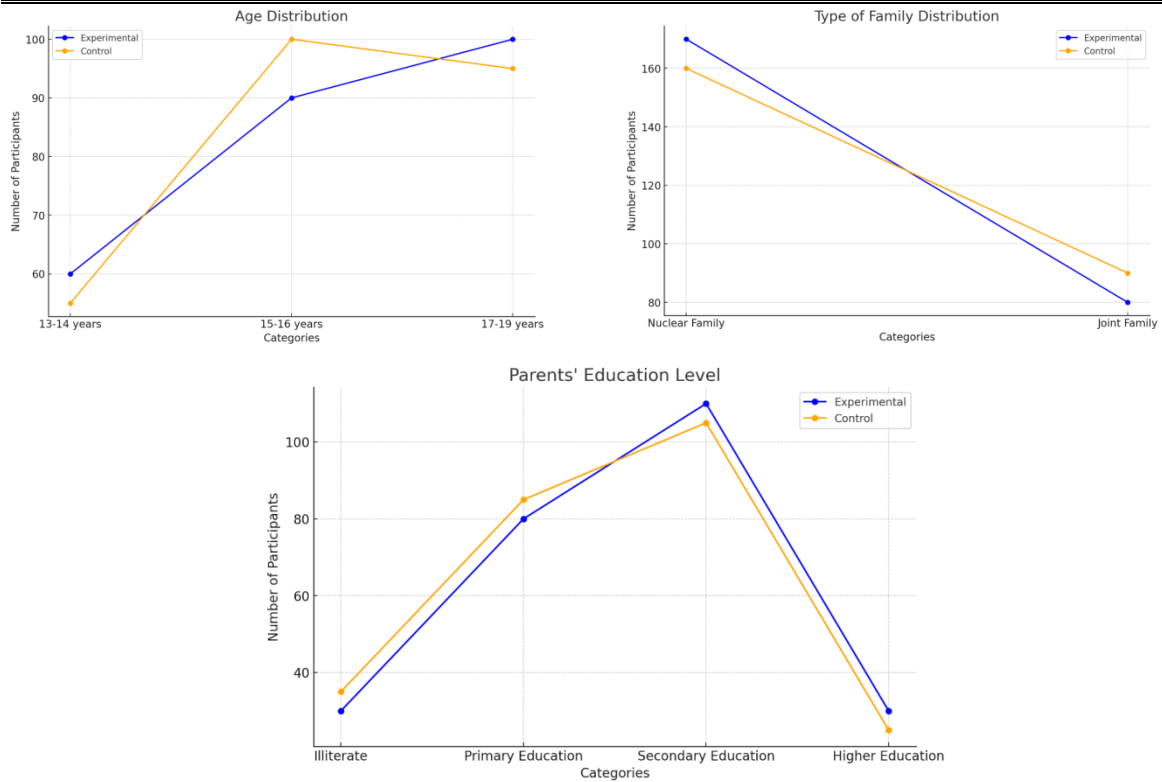 Age Distribution
Experimental
Control
100
90
80
70
60
Number of Participants
13-14 years 15-16 years 17-19 years
Categories
Type of Family Distribution
Experimental
Control
160
140
120
100
80
Number of Participants
Nuclear Family Joint Family
Categories
Parents' Education Level
Experimental
Control
100
80
60
40
Number of Participants
Illiterate Primary Education Secondary Education Higher Education
Categories